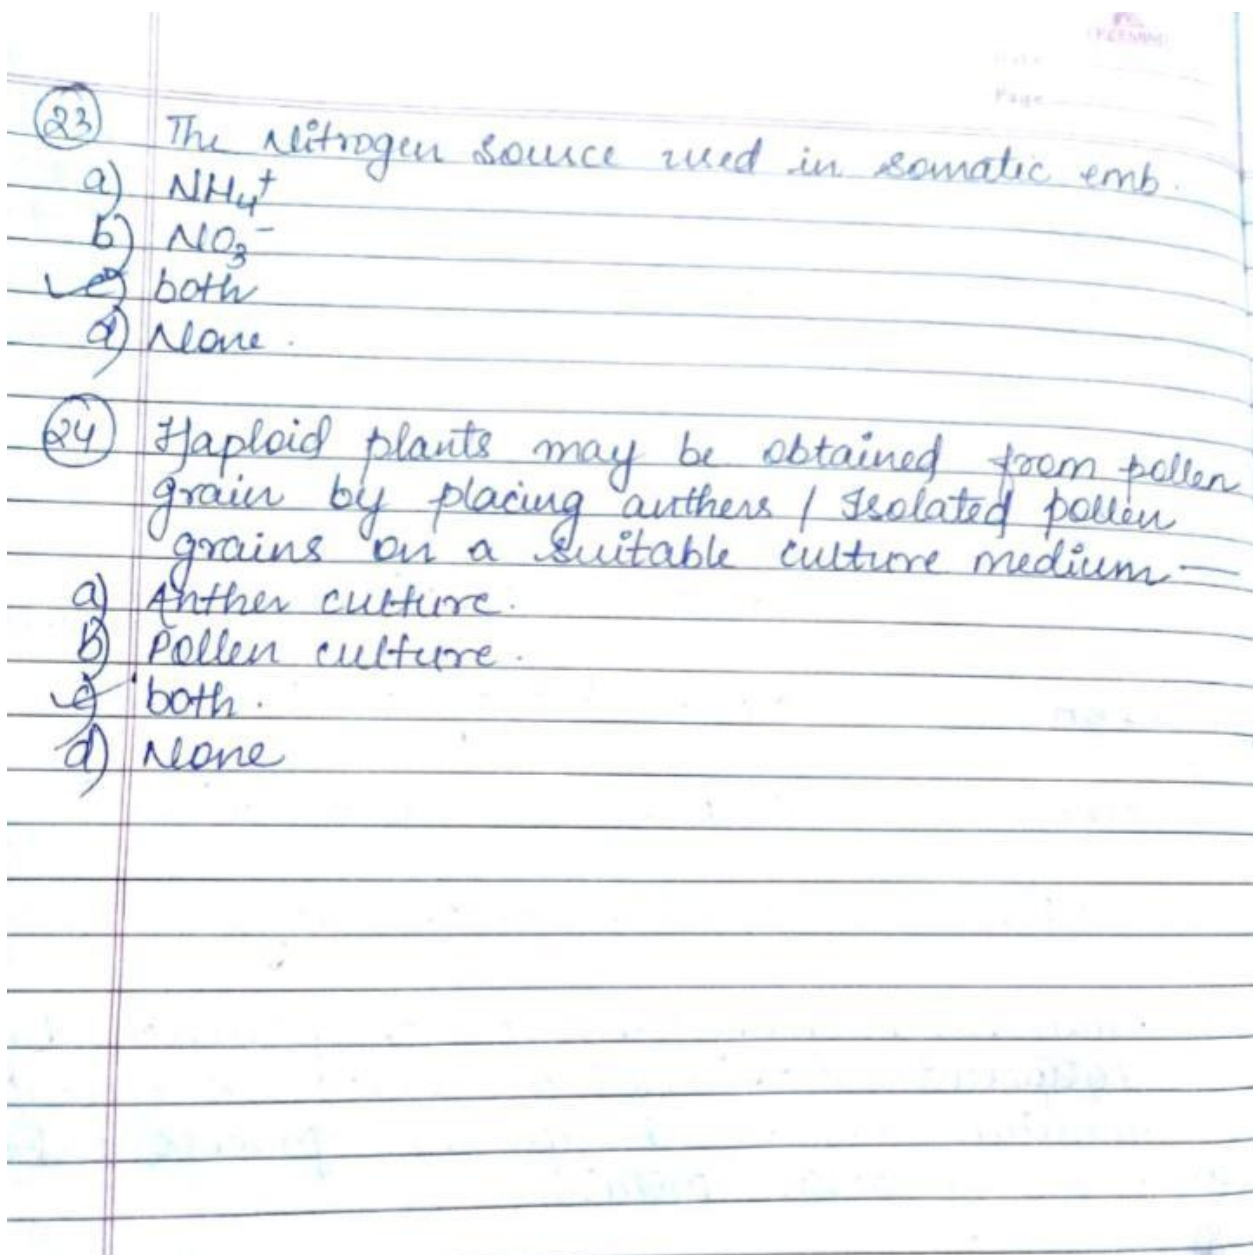 Page
23 The Nitrogen source used in somatic emb.
a) NH4+
b) NO3-
c) both
d) None.
24 Haploid plants may be obtained from pollen
grain by placing anthers / Isolated pollen
grains on a suitable culture medium —
a) Anther culture.
b) Pollen culture.
c) both.
d) None